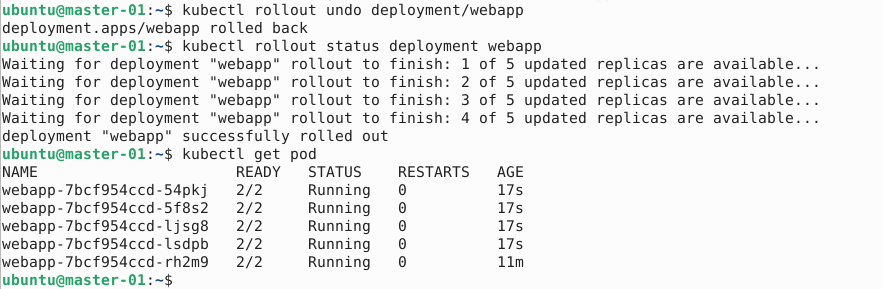 ubuntu@master-01:~$ kubectl rollout undo deployment/webapp
deployment.apps/webapp rolled back
ubuntu@master-01:~$ kubectl rollout status deployment webapp
Waiting for deployment "webapp" rollout to finish: 1 of 5 updated replicas are available...
Waiting for deployment "webapp" rollout to finish: 2 of 5 updated replicas are available...
Waiting for deployment "webapp" rollout to finish: 3 of 5 updated replicas are available...
Waiting for deployment "webapp" rollout to finish: 4 of 5 updated replicas are available...
deployment "webapp" successfully rolled out
ubuntu@master-01:~$ kubectl get pod
NAME                      READY   STATUS    RESTARTS   AGE
webapp-7bcf954ccd-54pkj   2/2     Running   0          17s
webapp-7bcf954ccd-5f8s2   2/2     Running   0          17s
webapp-7bcf954ccd-ljsg8   2/2     Running   0          17s
webapp-7bcf954ccd-lsdpb   2/2     Running   0          17s
webapp-7bcf954ccd-rh2m9   2/2     Running   0          11m
ubuntu@master-01:~$